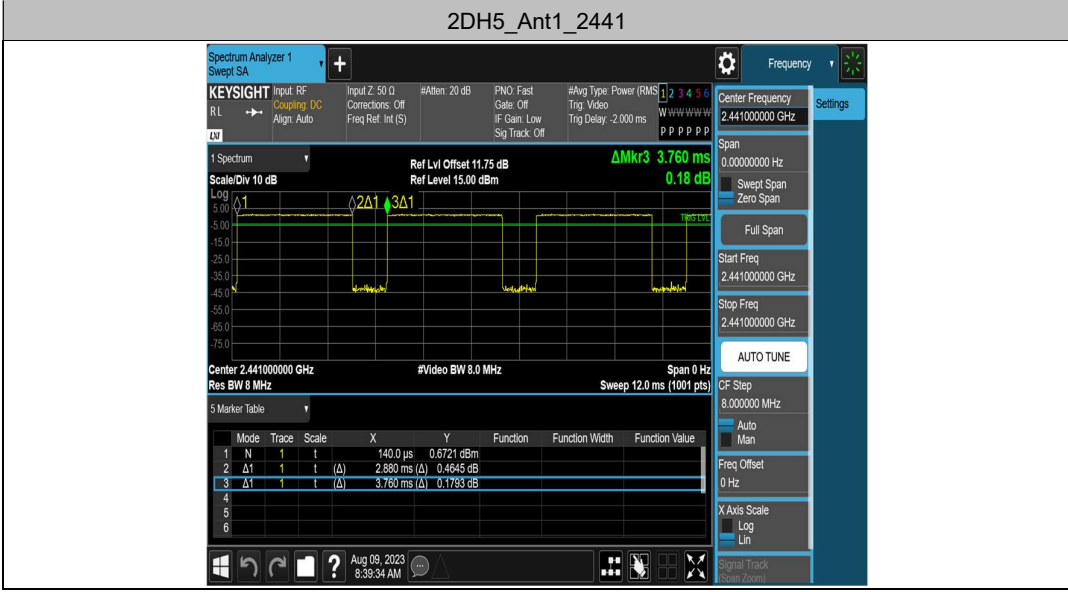 2DH5_Ant1_2441
Spectrum Analyzer 1
Swept SA
+
Frequency
KEYSIGHT
RL
LXI
Input: RF
Coupling: DC
Align: Auto
Input Z: 50 Ω
Corrections: Off
Freq Ref: Int (S)
#Atten: 20 dB
PNO: Fast
Gate: Off
IF Gain: Low
Sig Track: Off
#Avg Type: Power (RMS
Trig: Video
Trig Delay: -2.000 ms
1 2 3 4 5 6
W W W W W W
P P P P P P
Center Frequency
2.441000000 GHz
Settings
1 Spectrum
Scale/Div 10 dB
Ref Lvl Offset 11.75 dB
Ref Level 15.00 dBm
ΔMkr3 3.760 ms
0.18 dB
Log
5.00
-5.00
-15.0
-25.0
-35.0
-45.0
-55.0
-65.0
-75.0
1
2Δ1
3Δ1
TRIG LVL
Center 2.441000000 GHz
Res BW 8 MHz
#Video BW 8.0 MHz
Span 0 Hz
Sweep 12.0 ms (1001 pts)
Span
0.00000000 Hz
Swept Span
Zero Span
Full Span
Start Freq
2.441000000 GHz
Stop Freq
2.441000000 GHz
AUTO TUNE
CF Step
8.000000 MHz
Auto
Man
Freq Offset
0 Hz
X Axis Scale
Log
Lin
Signal Track
(Span Zoom)
5 Marker Table
Mode Trace Scale X Y Function Function Width Function Value
1 N 1 t 140.0 µs 0.6721 dBm
2 Δ1 1 t (Δ) 2.880 ms (Δ) 0.4645 dB
3 Δ1 1 t (Δ) 3.760 ms (Δ) 0.1793 dB
4
5
6
?
Aug 09, 2023
8:39:34 AM